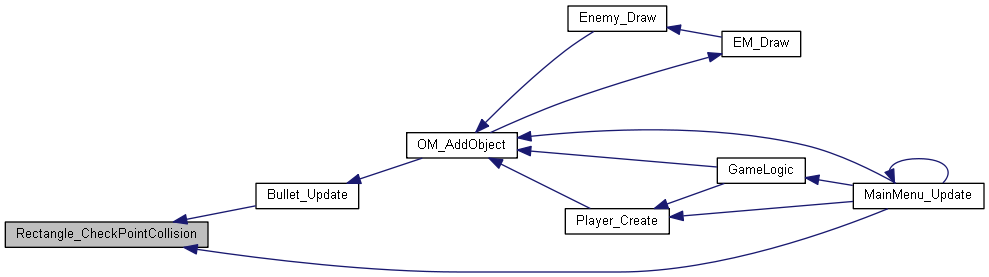 Enemy_Draw
EM_Draw
OM_AddObject
GameLogic
Bullet_Update
MainMenu_Update
Player_Create
Rectangle_CheckPointCollision